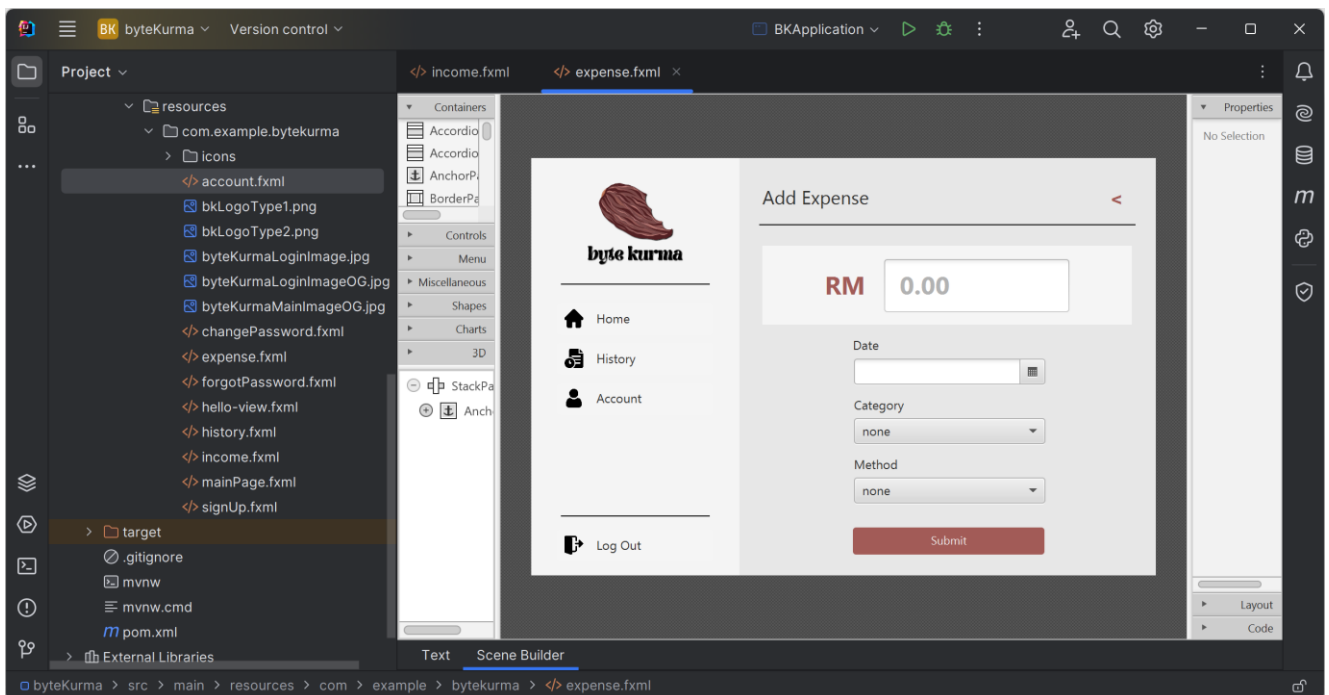 BK byteKurma Version control BKApplication
Project
income.fxml expense.fxml
resources
com.example.bytekurma
icons
account.fxml
bkLogoType1.png
bkLogoType2.png
byteKurmaLoginImage.jpg
byteKurmaLoginImageOG.jpg
byteKurmaMainImageOG.jpg
changePassword.fxml
expense.fxml
forgotPassword.fxml
hello-view.fxml
history.fxml
income.fxml
mainPage.fxml
signUp.fxml
target
.gitignore
mvnw
mvnw.cmd
pom.xml
External Libraries
Containers
Accordio
Accordio
AnchorPa
BorderPa
Controls
Menu
Miscellaneous
Shapes
Charts
3D
StackPa
Anch
byte kurma
Home
History
Account
Log Out
Add Expense <
RM 0.00
Date
Category
none
Method
none
Submit
Properties
No Selection
Layout
Code
m
Text Scene Builder
byteKurma > src > main > resources > com > example > bytekurma > expense.fxml